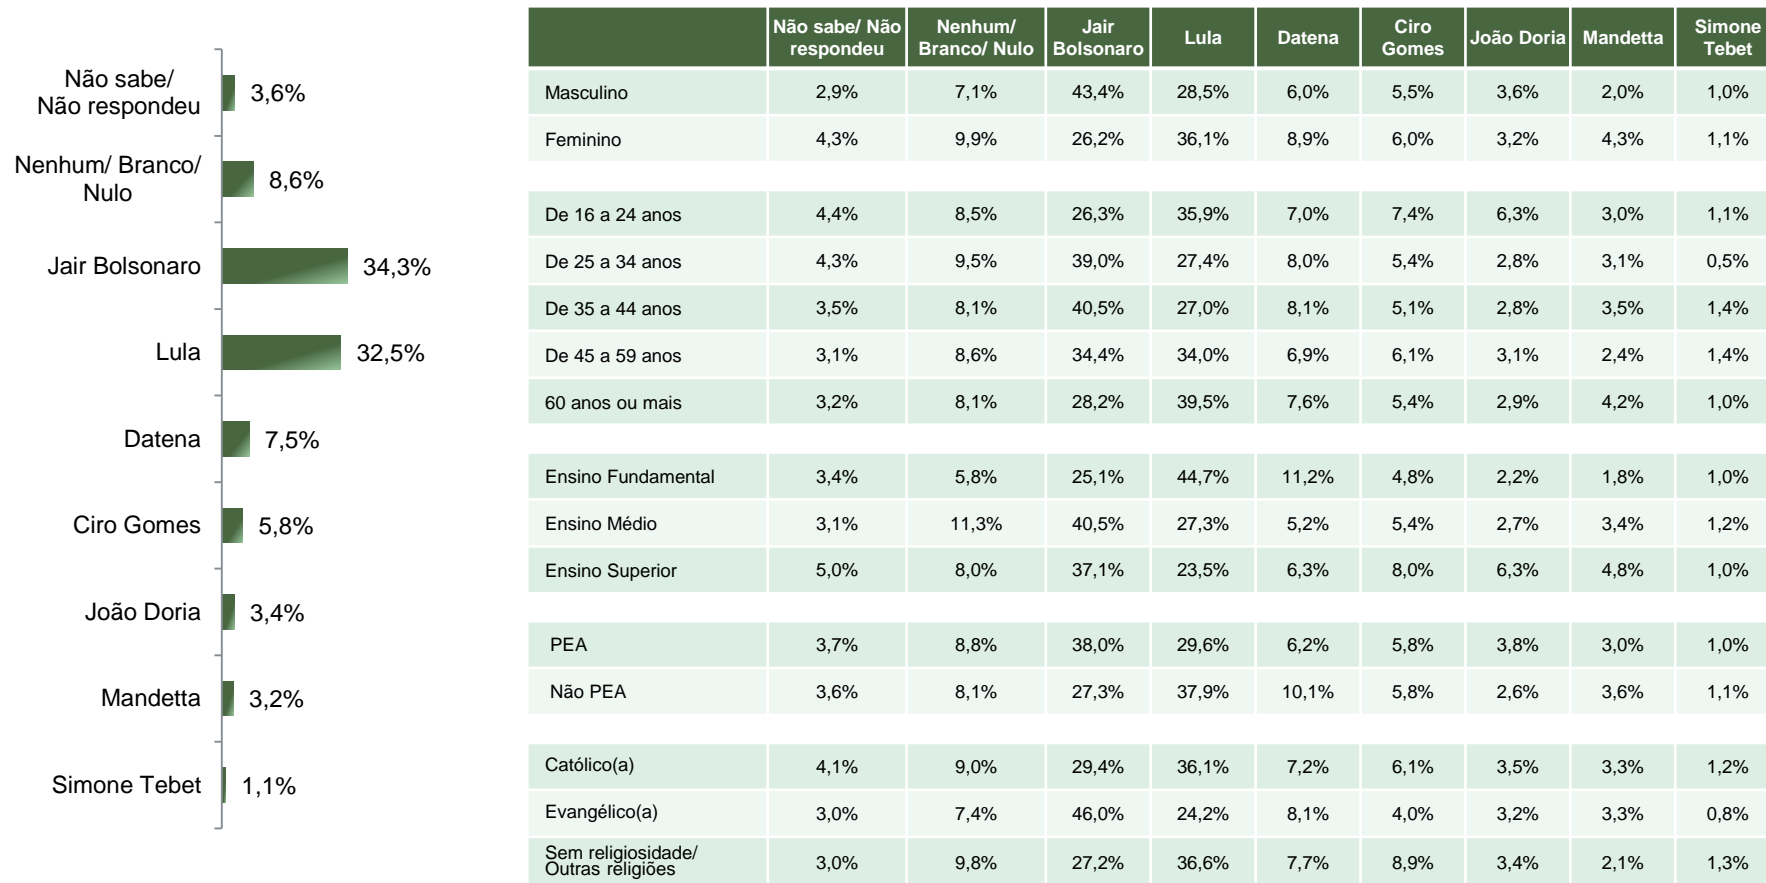 Não sabe/
Não respondeu
3,6%
Nenhum/ Branco/
Nulo
8,6%
Jair Bolsonaro
34,3%
Lula
32,5%
Datena
7,5%
Ciro Gomes
5,8%
João Doria
3,4%
Mandetta
3,2%
Simone Tebet
1,1%
Não sabe/ Não respondeu Nenhum/ Branco/ Nulo Jair Bolsonaro Lula Datena Ciro Gomes João Doria Mandetta Simone Tebet
Masculino 2,9% 7,1% 43,4% 28,5% 6,0% 5,5% 3,6% 2,0% 1,0%
Feminino 4,3% 9,9% 26,2% 36,1% 8,9% 6,0% 3,2% 4,3% 1,1%
De 16 a 24 anos 4,4% 8,5% 26,3% 35,9% 7,0% 7,4% 6,3% 3,0% 1,1%
De 25 a 34 anos 4,3% 9,5% 39,0% 27,4% 8,0% 5,4% 2,8% 3,1% 0,5%
De 35 a 44 anos 3,5% 8,1% 40,5% 27,0% 8,1% 5,1% 2,8% 3,5% 1,4%
De 45 a 59 anos 3,1% 8,6% 34,4% 34,0% 6,9% 6,1% 3,1% 2,4% 1,4%
60 anos ou mais 3,2% 8,1% 28,2% 39,5% 7,6% 5,4% 2,9% 4,2% 1,0%
Ensino Fundamental 3,4% 5,8% 25,1% 44,7% 11,2% 4,8% 2,2% 1,8% 1,0%
Ensino Médio 3,1% 11,3% 40,5% 27,3% 5,2% 5,4% 2,7% 3,4% 1,2%
Ensino Superior 5,0% 8,0% 37,1% 23,5% 6,3% 8,0% 6,3% 4,8% 1,0%
PEA 3,7% 8,8% 38,0% 29,6% 6,2% 5,8% 3,8% 3,0% 1,0%
Não PEA 3,6% 8,1% 27,3% 37,9% 10,1% 5,8% 2,6% 3,6% 1,1%
Católico(a) 4,1% 9,0% 29,4% 36,1% 7,2% 6,1% 3,5% 3,3% 1,2%
Evangélico(a) 3,0% 7,4% 46,0% 24,2% 8,1% 4,0% 3,2% 3,3% 0,8%
Sem religiosidade/
Outras religiões 3,0% 9,8% 27,2% 36,6% 7,7% 8,9% 3,4% 2,1% 1,3%